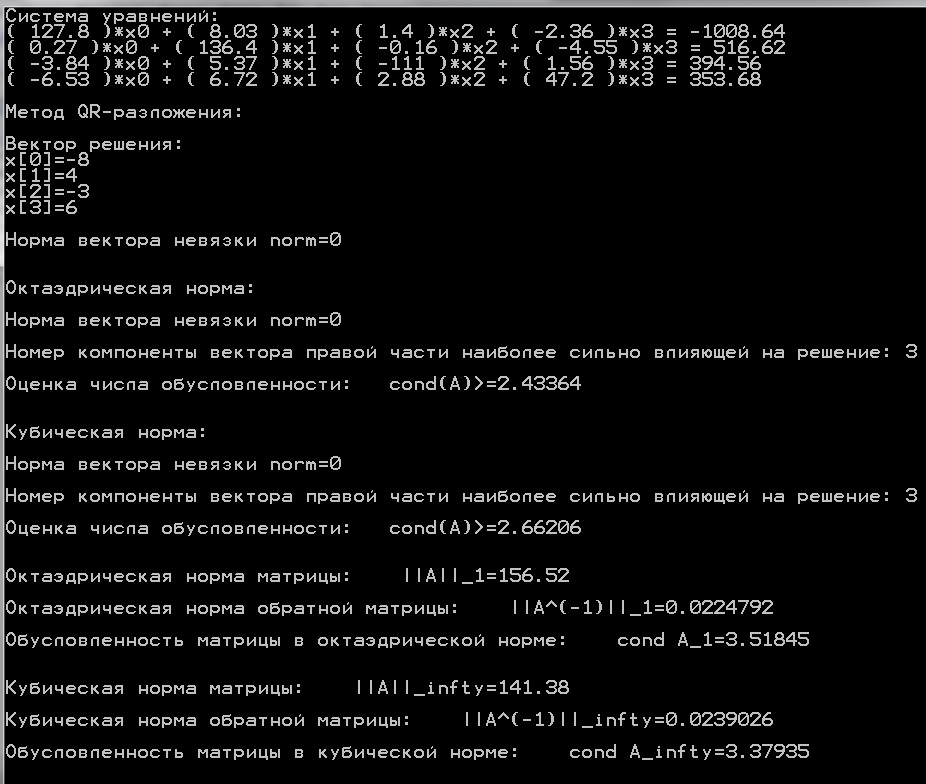 Система уравнений:
( 127.8 )*x0 + ( 8.03 )*x1 + ( 1.4 )*x2 + ( -2.36 )*x3 = -1008.64
( 0.27 )*x0 + ( 136.4 )*x1 + ( -0.16 )*x2 + ( -4.55 )*x3 = 516.62
( -3.84 )*x0 + ( 5.37 )*x1 + ( -111 )*x2 + ( 1.56 )*x3 = 394.56
( -6.53 )*x0 + ( 6.72 )*x1 + ( 2.88 )*x2 + ( 47.2 )*x3 = 353.68
Метод QR-разложения:
Вектор решения:
x[0]=-8
x[1]=4
x[2]=-3
x[3]=6
Норма вектора невязки norm=0
Октаэдрическая норма:
Норма вектора невязки norm=0
Номер компоненты вектора правой части наиболее сильно влияющей на решение: 3
Оценка числа обусловленности: cond(A)>=2.43364
Кубическая норма:
Норма вектора невязки norm=0
Номер компоненты вектора правой части наиболее сильно влияющей на решение: 3
Оценка числа обусловленности: cond(A)>=2.66206
Октаэдрическая норма матрицы: ||A||_1=156.52
Октаэдрическая норма обратной матрицы: ||A^(-1)||_1=0.0224792
Обусловленность матрицы в октаэдрической норме: cond A_1=3.51845
Кубическая норма матрицы: ||A||_infty=141.38
Кубическая норма обратной матрицы: ||A^(-1)||_infty=0.0239026
Обусловленность матрицы в кубической норме: cond A_infty=3.37935